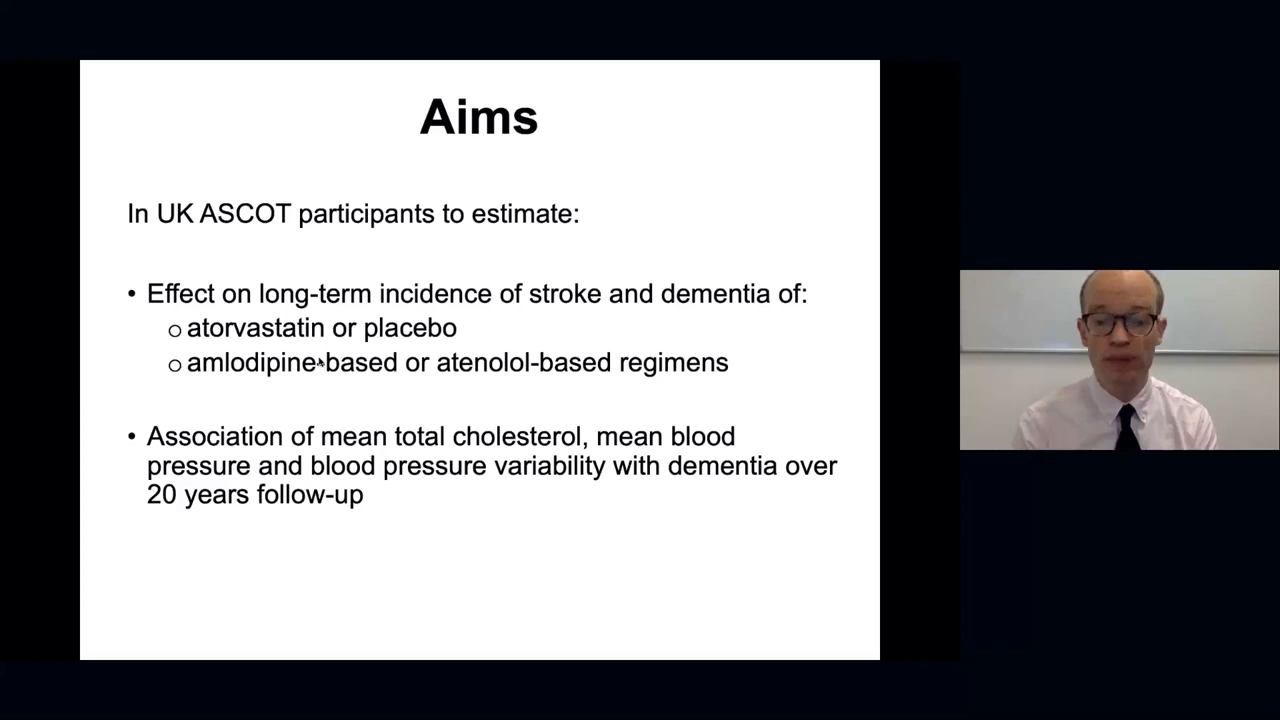 Aims
In UK ASCOT participants to estimate:
• Effect on long-term incidence of stroke and dementia of:
o atorvastatin or placebo
o amlodipine-based or atenolol-based regimens
• Association of mean total cholesterol, mean blood
pressure and blood pressure variability with dementia over
20 years follow-up